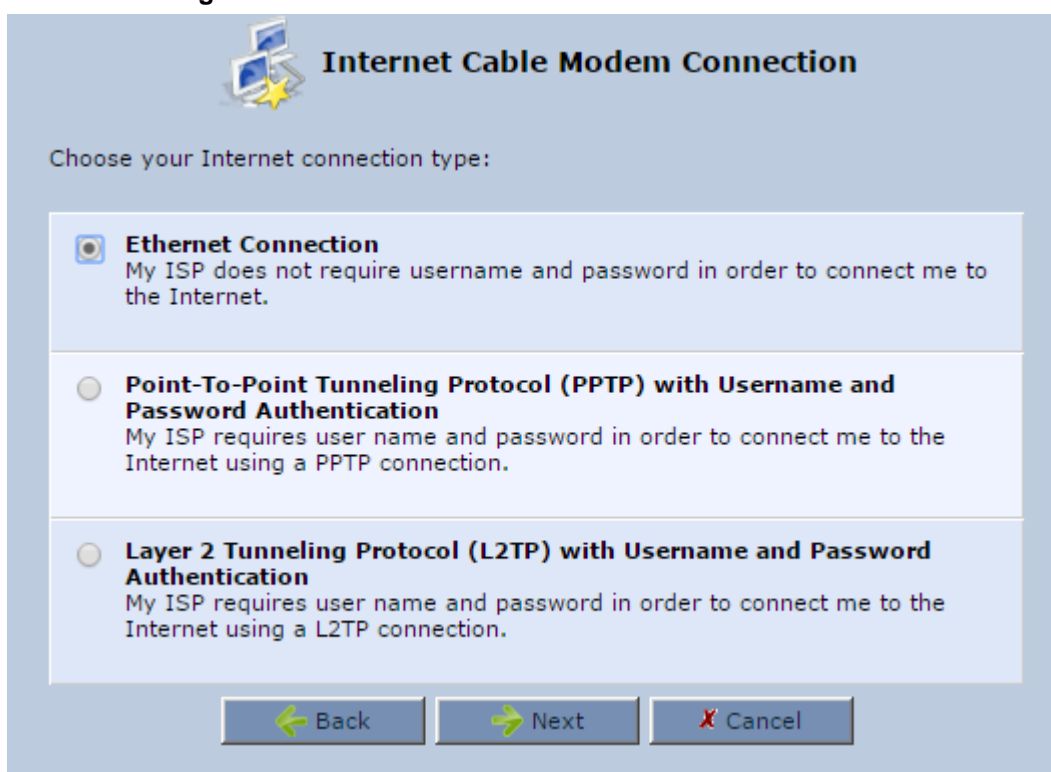 Internet Cable Modem Connection
Choose your Internet connection type:
Ethernet Connection
My ISP does not require username and password in order to connect me to
the Internet.
Point-To-Point Tunneling Protocol (PPTP) with Username and
Password Authentication
My ISP requires user name and password in order to connect me to the
Internet using a PPTP connection.
Layer 2 Tunneling Protocol (L2TP) with Username and Password
Authentication
My ISP requires user name and password in order to connect me to the
Internet using a L2TP connection.
Back
Next
Cancel